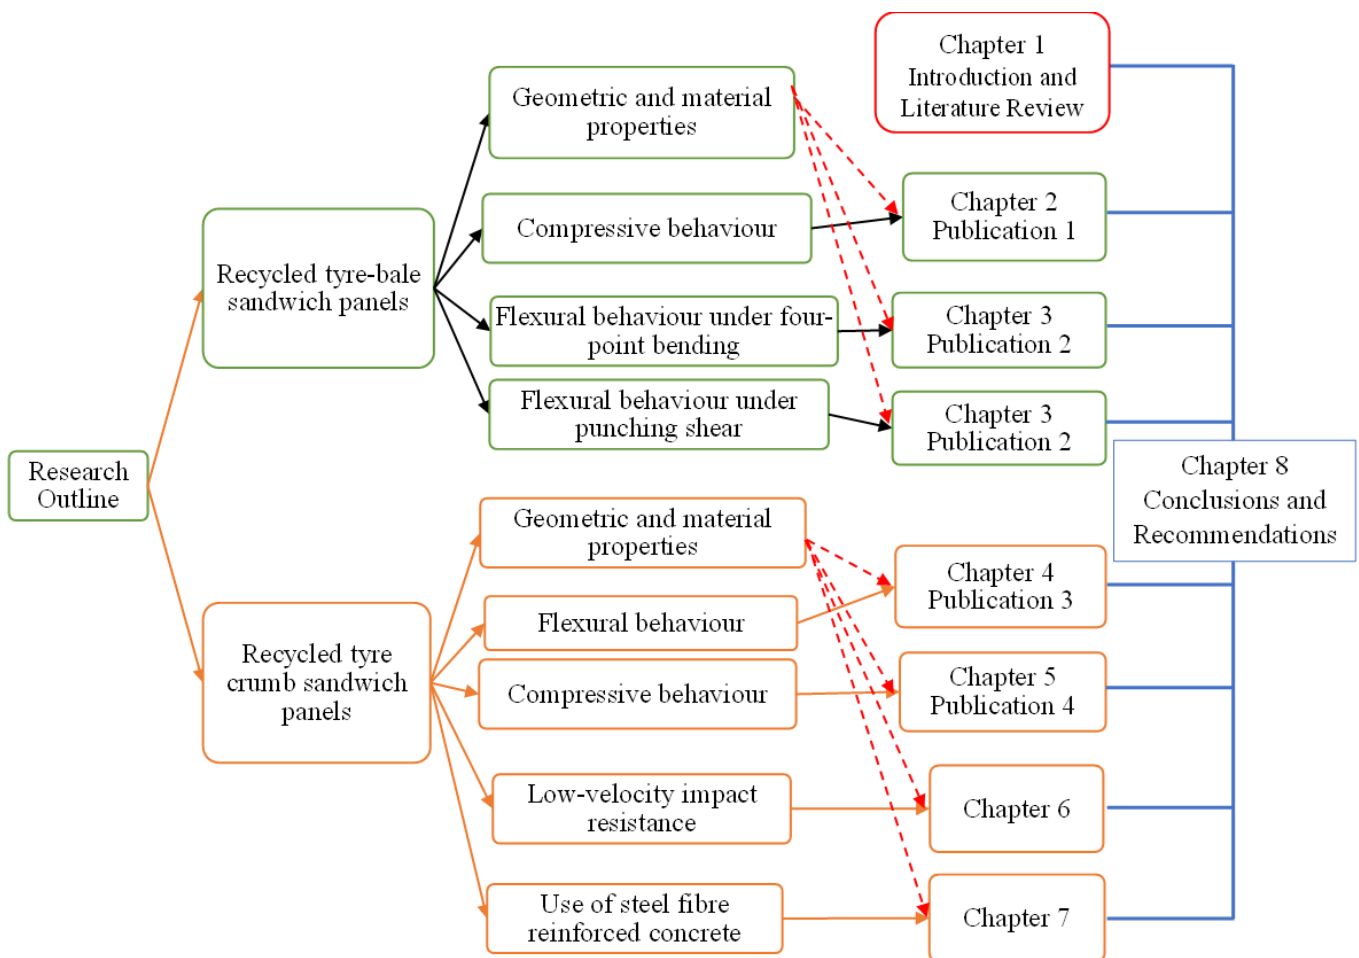 Research
Outline
Recycled tyre-bale
sandwich panels
Geometric and material
properties
Compressive behaviour
Flexural behaviour under four-
point bending
Flexural behaviour under
punching shear
Recycled tyre
crumb sandwich
panels
Geometric and material
properties
Flexural behaviour
Compressive behaviour
Low-velocity impact
resistance
Use of steel fibre
reinforced concrete
Chapter 1
Introduction and
Literature Review
Chapter 2
Publication 1
Chapter 3
Publication 2
Chapter 3
Publication 2
Chapter 4
Publication 3
Chapter 5
Publication 4
Chapter 6
Chapter 7
Chapter 8
Conclusions and
Recommendations